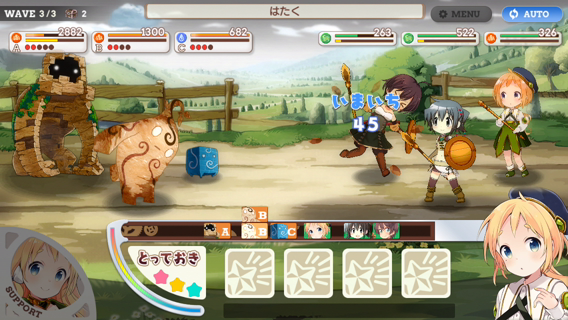 WAVE 3/3 2
はたく
MENU
AUTO
2882
A
1300
B
682
C
263
522
326
いまいち
45
B
A
B
C
とっておき
SUPPORT